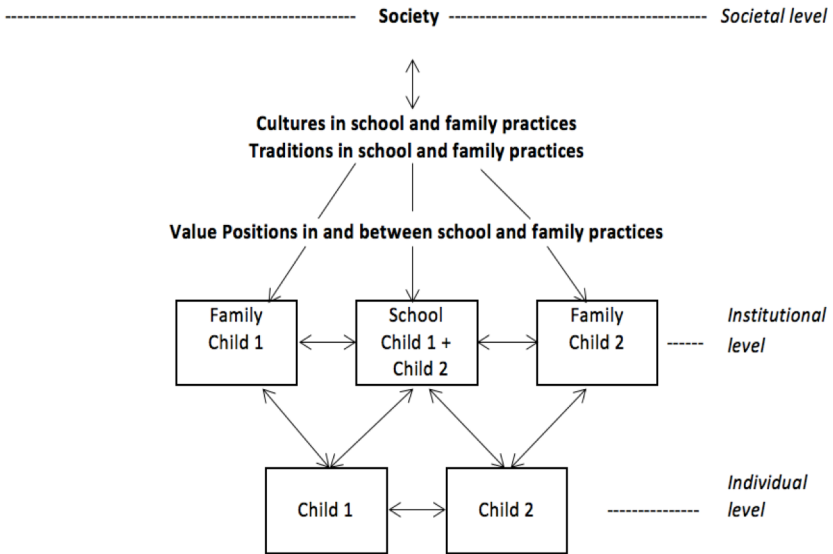 Society
Societal level
Cultures in school and family practices
Traditions in school and family practices
Value Positions in and between school and family practices
Family
Child 1
School
Child 1 +
Child 2
Family
Child 2
Institutional
level
Child 1
Child 2
Individual
level